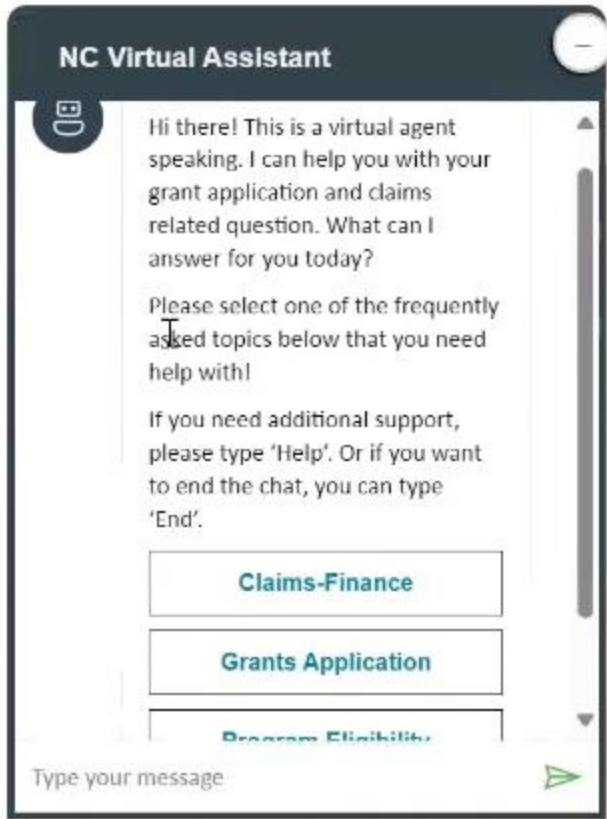 NC Virtual Assistant
Hi there! This is a virtual agent
speaking. I can help you with your
grant application and claims
related question. What can I
answer for you today?
Please select one of the frequently
asked topics below that you need
help with!
If you need additional support,
please type ‘Help’. Or if you want
to end the chat, you can type
‘End’.
Claims-Finance
Grants Application
Program Eligibility
Type your message